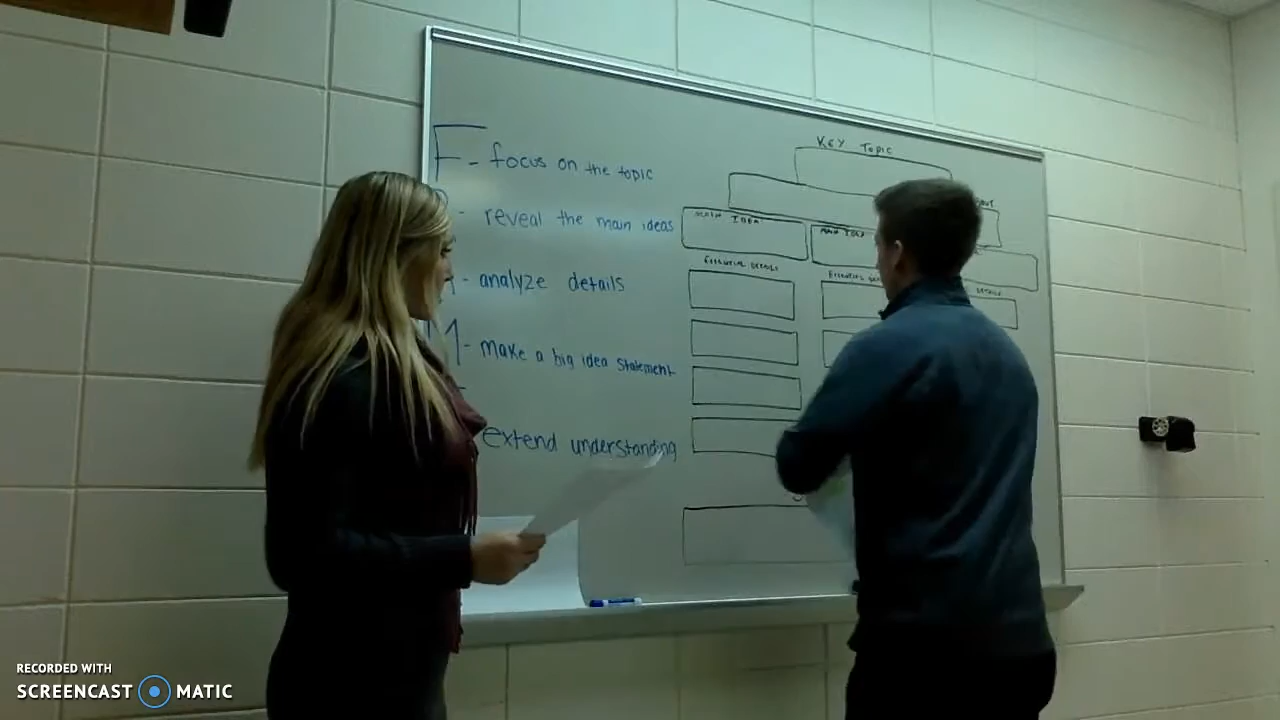 F - focus on the topic
- reveal the main ideas
- analyze details
M - make a big idea statement
extend understanding
KEY TOPIC
MAIN IDEA
MAIN IDEA
ESSENTIAL DETAILS
ESSENTIAL
DETAILS
RECORDED WITH
SCREENCAST MATIC